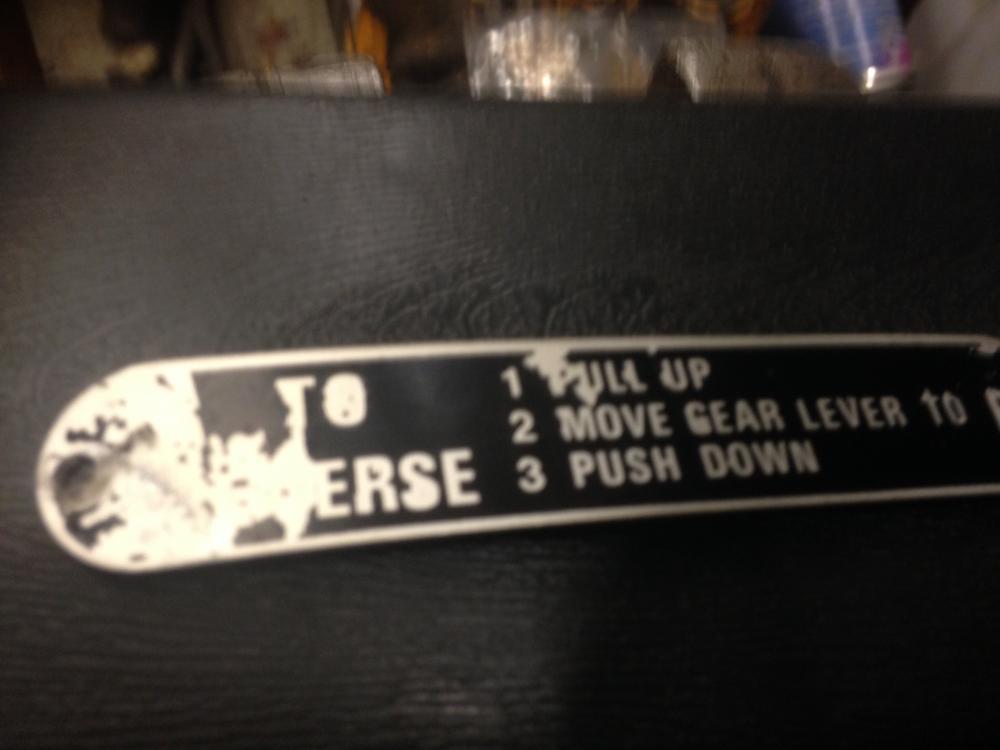 TO
ERSE
1 PULL UP
2 MOVE GEAR LEVER TO
3 PUSH DOWN